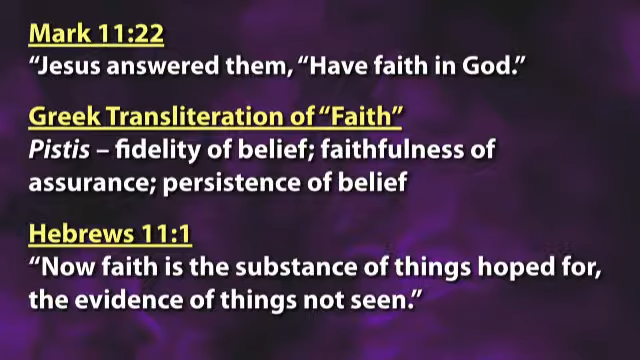 Mark 11:22
“Jesus answered them, “Have faith in God.”
Greek Transliteration of “Faith”
Pistis – fidelity of belief; faithfulness of
assurance; persistence of belief
Hebrews 11:1
“Now faith is the substance of things hoped for,
the evidence of things not seen.”